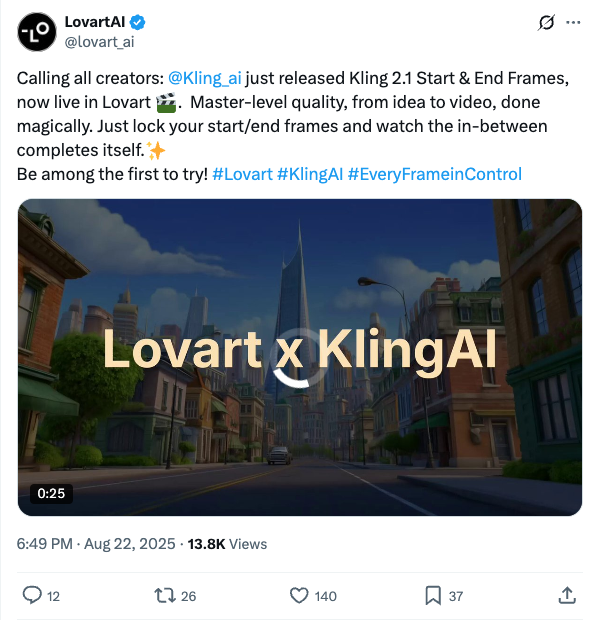 LovartAI
@lovart_ai
Calling all creators: @Kling_ai just released Kling 2.1 Start & End Frames,
now live in Lovart 🎬.  Master-level quality, from idea to video, done
magically. Just lock your start/end frames and watch the in-between
completes itself.✨
Be among the first to try! #Lovart #KlingAI #EveryFrameinControl
Lovart x KlingAI
0:25
6:49 PM · Aug 22, 2025 · 13.8K Views
12 26 140 37